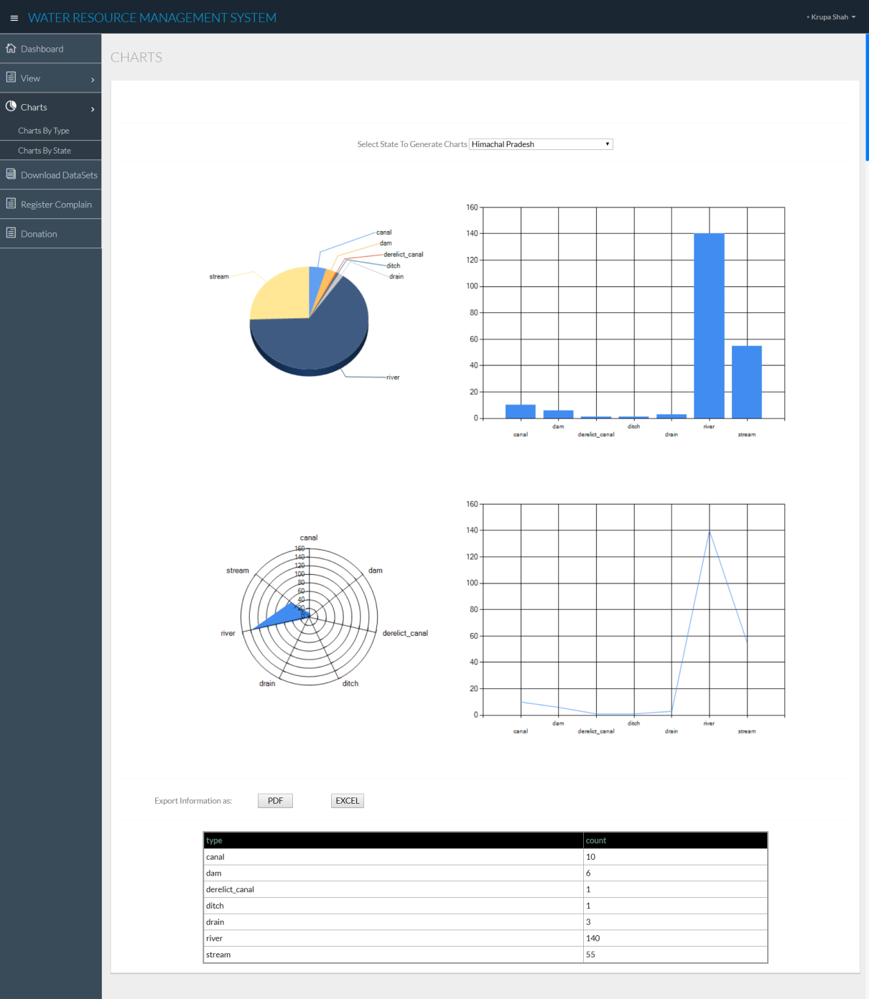 WATER RESOURCE MANAGEMENT SYSTEM
Krupa Shah
Dashboard
View
Charts
Charts By Type
Charts By State
Download DataSets
Register Complain
Donation
CHARTS
Select State To Generate Charts Himachal Pradesh
canal
dam
derelict_canal
ditch
drain
stream
river
160
140
120
100
80
60
40
20
0
canal dam derelict_canal ditch drain river stream
canal
160
140
120
100
80
60
40
20
0
stream
dam
river
derelict_canal
drain
ditch
160
140
120
100
80
60
40
20
0
canal dam derelict_canal ditch drain river stream
Export Information as: PDF EXCEL
type count
canal 10
dam 6
derelict_canal 1
ditch 1
drain 3
river 140
stream 55